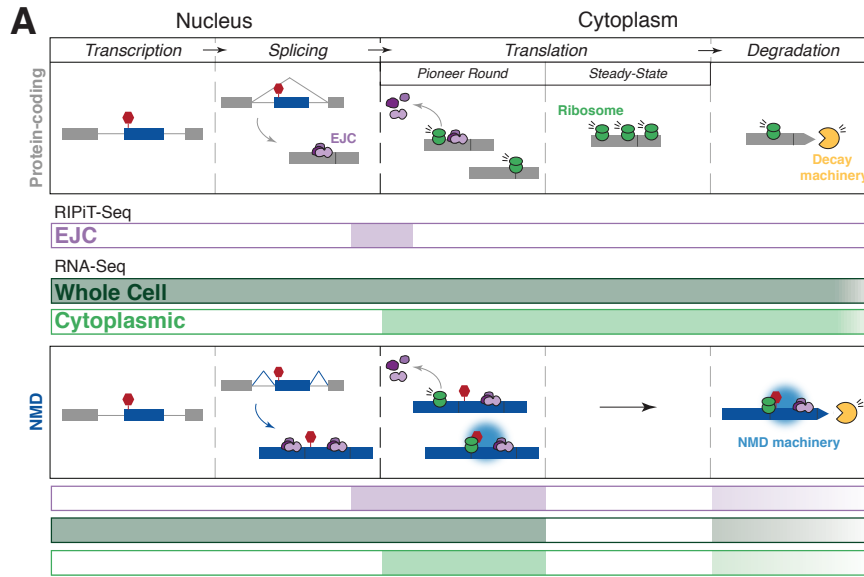 A
Nucleus
Cytoplasm
Transcription
Splicing
Translation
Degradation
Pioneer Round
Steady-State
Protein-coding
EJC
Ribosome
Decay
machinery
RIPiT-Seq
EJC
RNA-Seq
Whole Cell
Cytoplasmic
NMD
NMD machinery